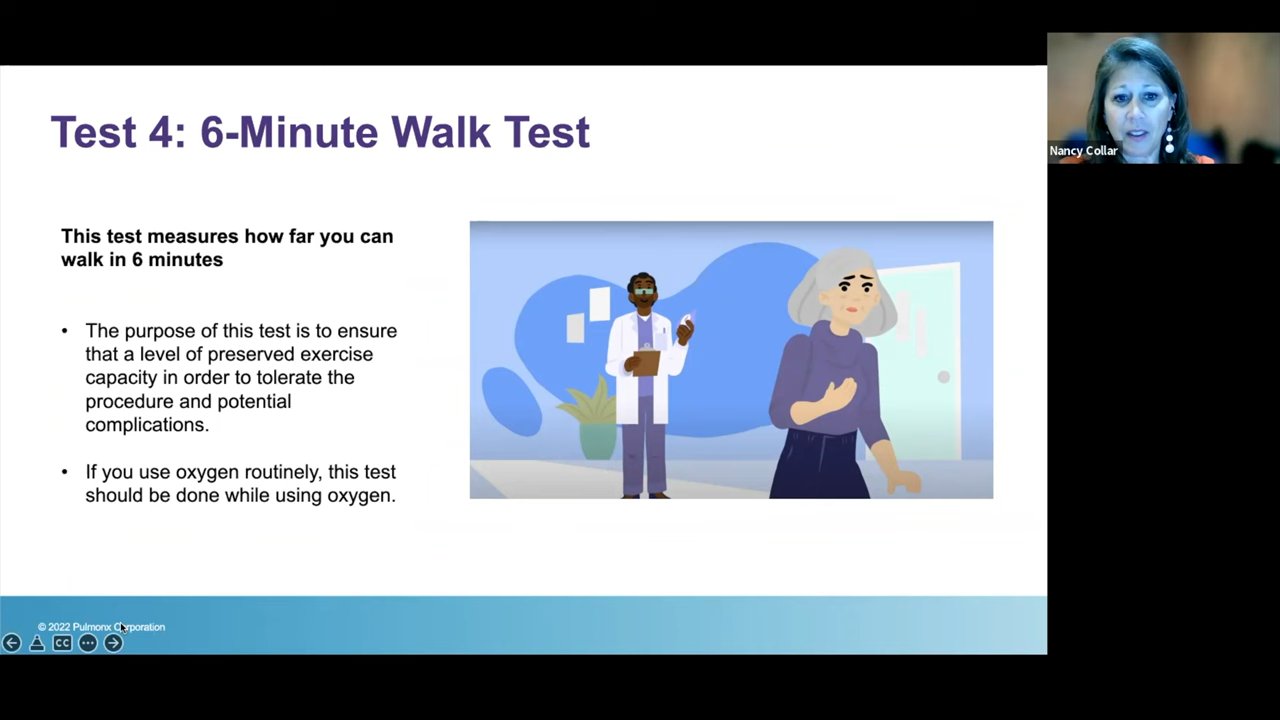 Test 4: 6-Minute Walk Test
Nancy Collar
This test measures how far you can
walk in 6 minutes
• The purpose of this test is to ensure
that a level of preserved exercise
capacity in order to tolerate the
procedure and potential
complications.
• If you use oxygen routinely, this test
should be done while using oxygen.
© 2022 Pulmonx Corporation
CC